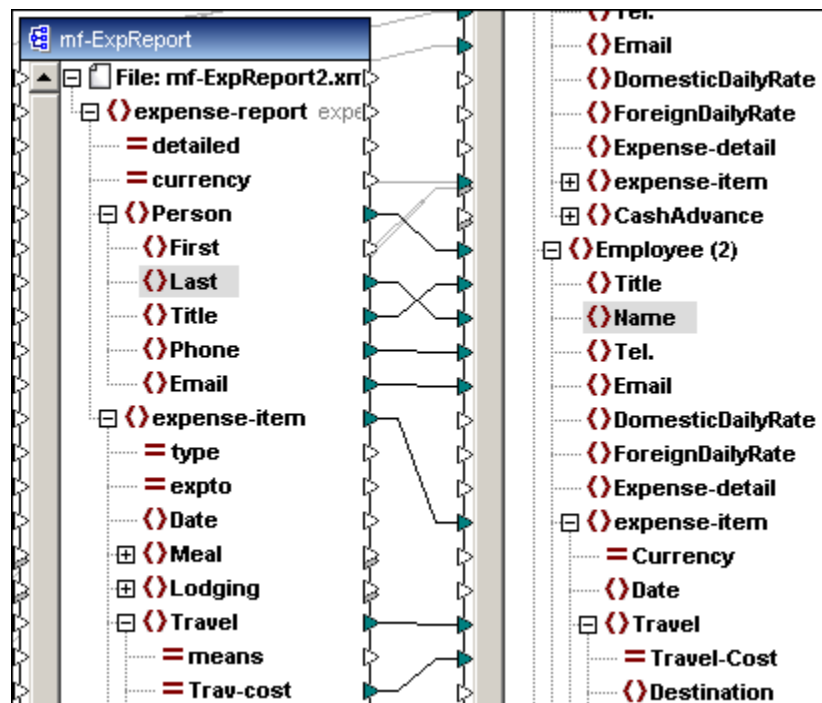 mf-ExpReport
File: mf-ExpReport2.xm
expense-report expe
detailed
currency
Person
First
Last
Title
Phone
Email
expense-item
type
expto
Date
Meal
Lodging
Travel
means
Trav-cost
Tel.
Email
DomesticDailyRate
ForeignDailyRate
Expense-detail
expense-item
CashAdvance
Employee (2)
Title
Name
Tel.
Email
DomesticDailyRate
ForeignDailyRate
Expense-detail
expense-item
Currency
Date
Travel
Travel-Cost
Destination